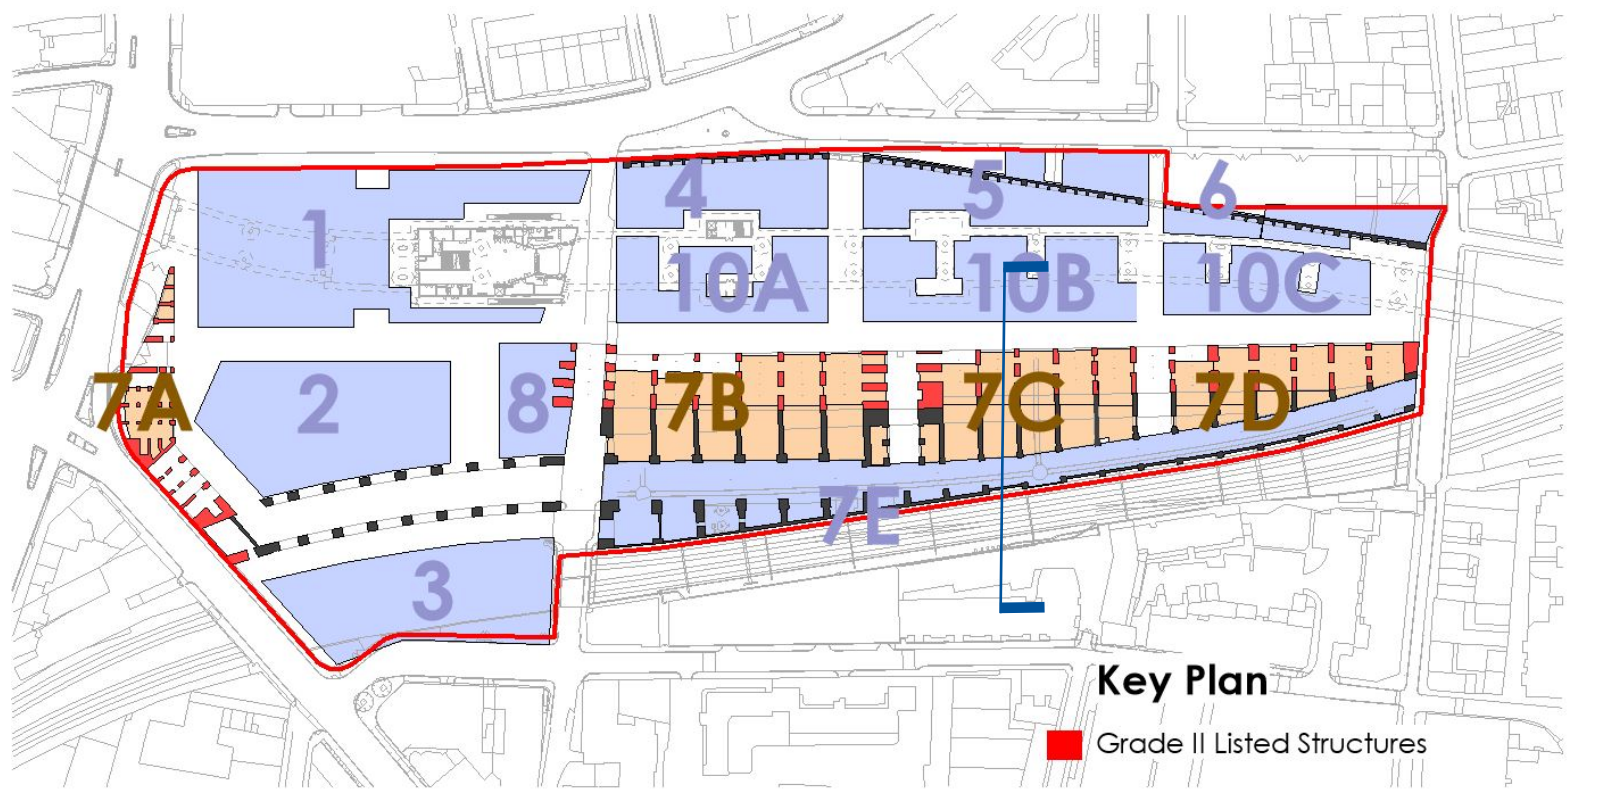 4
5
6
1
10A
10B
10C
7A
2
8
7B
7C
7D
7E
3
Key Plan
Grade II Listed Structures